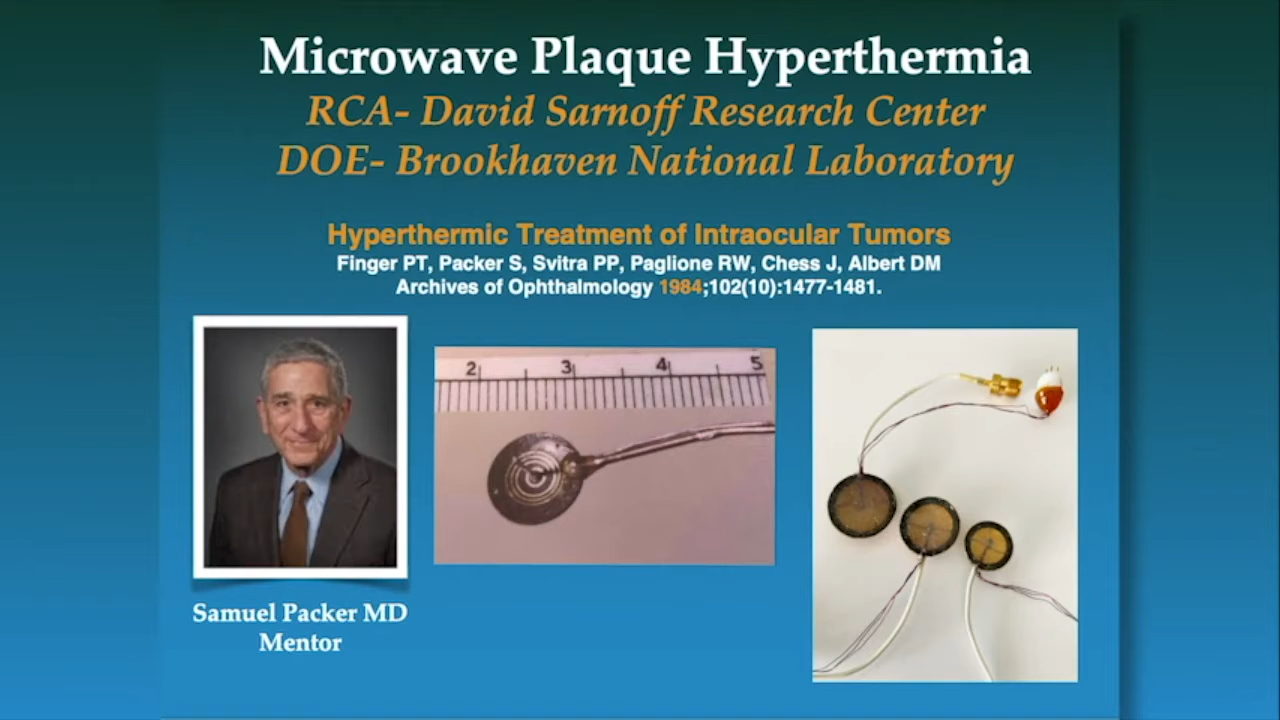 Microwave Plaque Hyperthermia
RCA- David Sarnoff Research Center
DOE- Brookhaven National Laboratory
Hyperthermic Treatment of Intraocular Tumors
Finger PT, Packer S, Svitra PP, Paglione RW, Chess J, Albert DM
Archives of Ophthalmology 1984;102(10):1477-1481.
2 3 4 5
Samuel Packer MD
Mentor